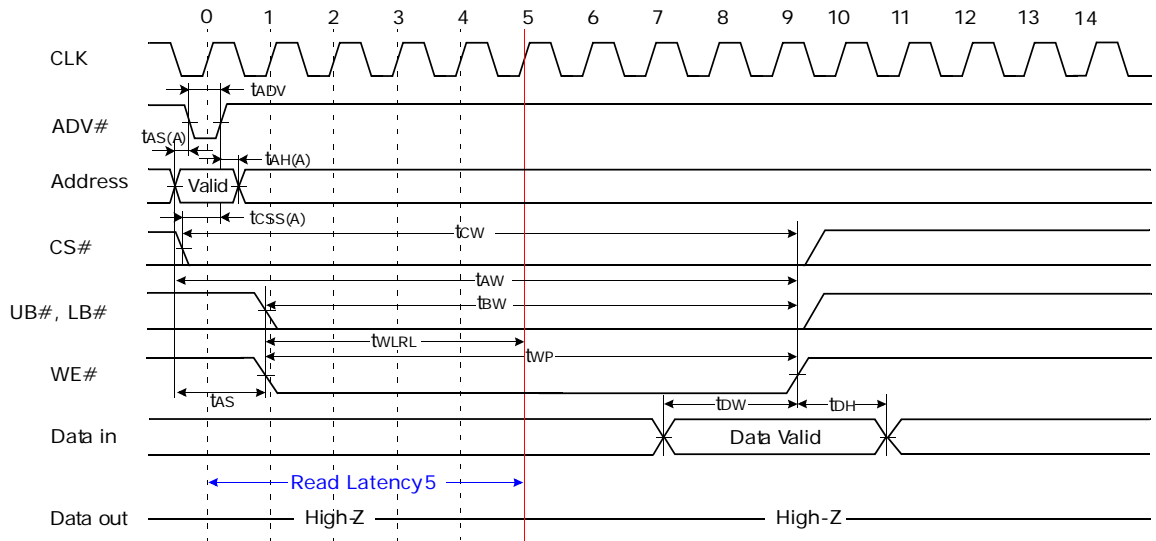 0 1 2 3 4 5 6 7 8 9 10 11 12 13 14
CLK
tADV
ADV#
tAS(A)
tAH(A)
Address Valid
tCSS(A)
CS# tCW
tAW
UB#, LB# tBW
tWLRL
tWP
WE#
tAS tDW tDH
Data in Data Valid
Read Latency 5
Data out High-Z High-Z